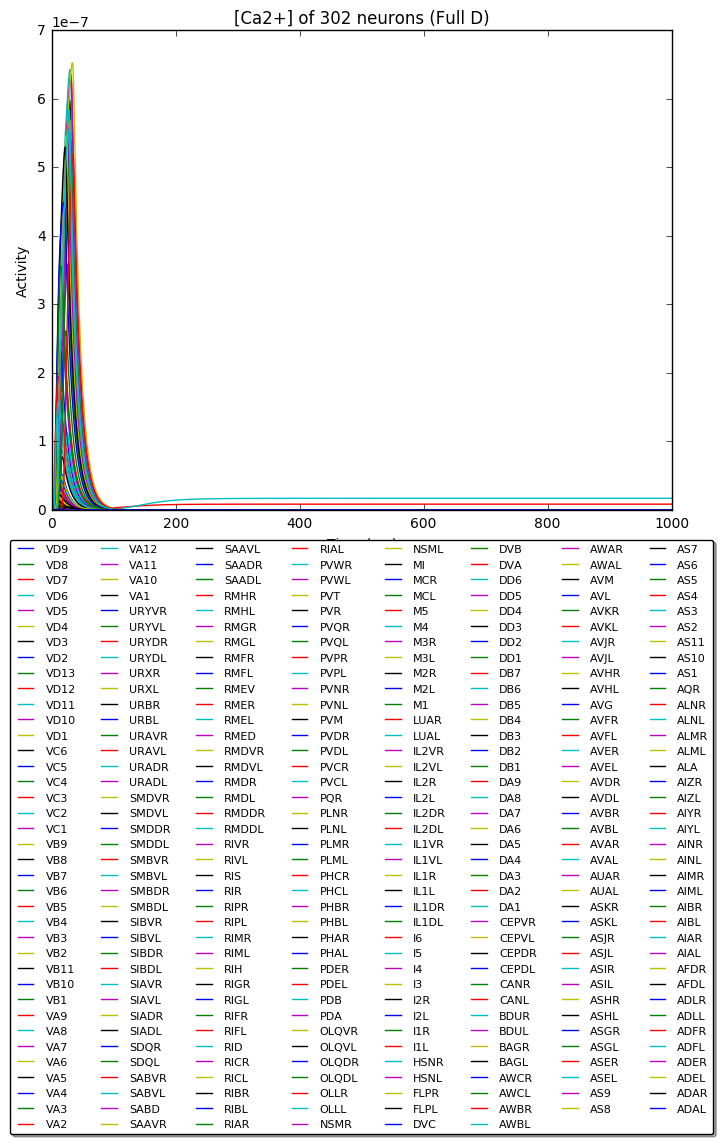 [Ca2+] of 302 neurons (Full D)
1e−7
7
6
5
4
3
2
1
0
Activity
0
200
400
600
800
1000
VD9
VD8
VD7
VD6
VD5
VD4
VD3
VD2
VD13
VD12
VD11
VD10
VD1
VC6
VC5
VC4
VC3
VC2
VC1
VB9
VB8
VB7
VB6
VB5
VB4
VB3
VB2
VB11
VB10
VB1
VA9
VA8
VA7
VA6
VA5
VA4
VA3
VA2
VA12
VA11
VA10
VA1
URYVR
URYVL
URYDR
URYDL
URXR
URXL
URBR
URBL
URAVR
URAVL
URADR
URADL
SMDVR
SMDVL
SMDDR
SMDDL
SMBVR
SMBVL
SMBDR
SMBDL
SIBVR
SIBVL
SIBDR
SIBDL
SIAVR
SIAVL
SIADR
SIADL
SDQR
SDQL
SABVR
SABVL
SABD
SAAVR
SAAVL
SAADR
SAADL
RMHR
RMHL
RMGR
RMGL
RMFR
RMFL
RMEV
RMER
RMEL
RMED
RMDVR
RMDVL
RMDR
RMDL
RMDDR
RMDDL
RIVR
RIVL
RIS
RIR
RIPR
RIPL
RIMR
RIML
RIH
RIGR
RIGL
RIFR
RIFL
RID
RICR
RICL
RIBR
RIBL
RIAR
RIAL
PVWR
PVWL
PVT
PVR
PVQR
PVQL
PVPR
PVPL
PVNR
PVNL
PVM
PVDR
PVDL
PVCR
PVCL
PQR
PLNR
PLNL
PLMR
PLML
PHCR
PHCL
PHBR
PHBL
PHAR
PHAL
PDER
PDEL
PDB
PDA
OLQVR
OLQVL
OLQDR
OLQDL
OLLR
OLLL
NSMR
NSML
MI
MCR
MCL
M5
M4
M3R
M3L
M2R
M2L
M1
LUAR
LUAL
IL2VR
IL2VL
IL2R
IL2L
IL2DR
IL2DL
IL1VR
IL1VL
IL1R
IL1L
IL1DR
IL1DL
I6
I5
I4
I3
I2R
I2L
I1R
I1L
HSNR
HSNL
FLPR
FLPL
DVC
DVB
DVA
DD6
DD5
DD4
DD3
DD2
DD1
DB7
DB6
DB5
DB4
DB3
DB2
DB1
DA9
DA8
DA7
DA6
DA5
DA4
DA3
DA2
DA1
CEPVR
CEPVL
CEPDR
CEPDL
CANR
CANL
BDUR
BDUL
BAGR
BAGL
AWCR
AWCL
AWBR
AWBL
AWAR
AWAL
AVM
AVL
AVKR
AVKL
AVJR
AVJL
AVHR
AVHL
AVG
AVFR
AVFL
AVER
AVEL
AVDR
AVDL
AVBR
AVBL
AVAR
AVAL
AUAR
AUAL
ASKR
ASKL
ASJR
ASJL
ASIR
ASIL
ASHR
ASHL
ASGR
ASGL
ASER
ASEL
AS9
AS8
AS7
AS6
AS5
AS4
AS3
AS2
AS11
AS10
AS1
AQR
ALNR
ALNL
ALMR
ALML
ALA
AIZR
AIZL
AIYR
AIYL
AINR
AINL
AIMR
AIML
AIBR
AIBL
AIAR
AIAL
AFDR
AFDL
ADLR
ADLL
ADFR
ADFL
ADER
ADEL
ADAR
ADAL